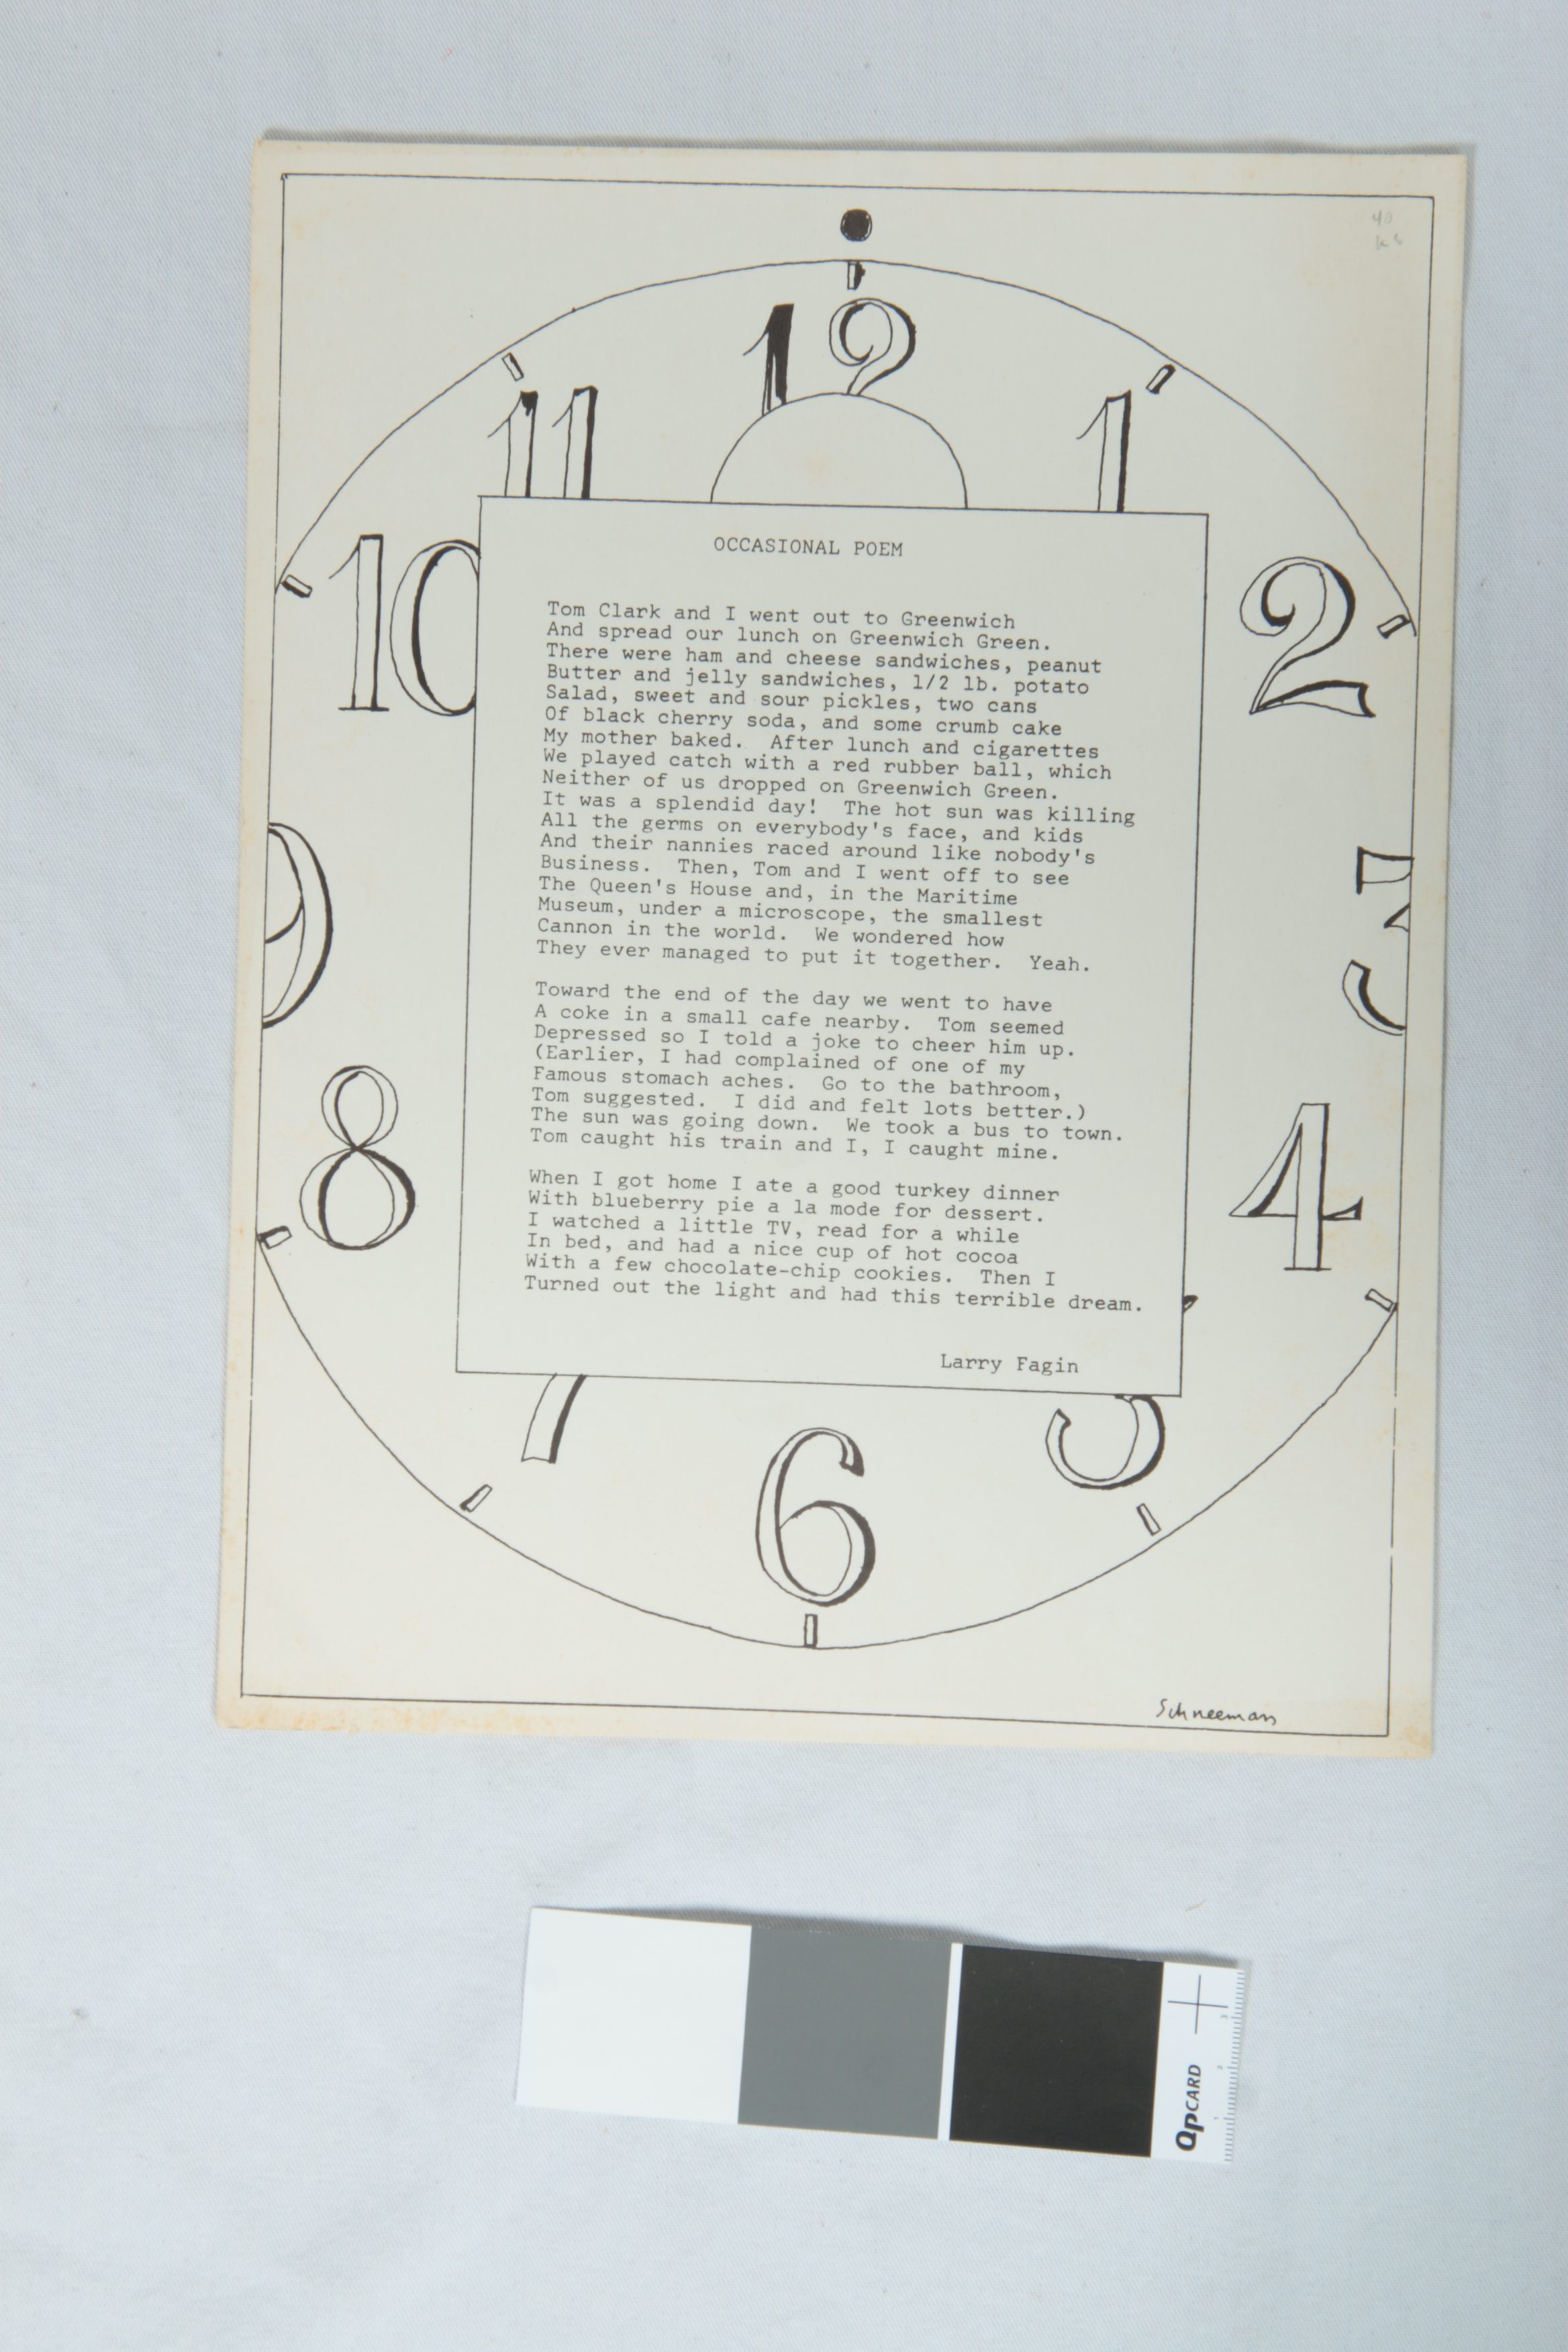 40
12
11
1
10
2
9
3
8
4
7
5
6
OCCASIONAL POEM
Tom Clark and I went out to Greenwich
And spread our lunch on Greenwich Green.
There were ham and cheese sandwiches, peanut
Butter and jelly sandwiches, 1/2 lb. potato
Salad, sweet and sour pickles, two cans
Of black cherry soda, and some crumb cake
My mother baked.  After lunch and cigarettes
We played catch with a red rubber ball, which
Neither of us dropped on Greenwich Green.
It was a splendid day!  The hot sun was killing
All the germs on everybody's face, and kids
And their nannies raced around like nobody's
Business.  Then, Tom and I went off to see
The Queen's House and, in the Maritime
Museum, under a microscope, the smallest
Cannon in the world.  We wondered how
They ever managed to put it together.  Yeah.
Toward the end of the day we went to have
A coke in a small cafe nearby.  Tom seemed
Depressed so I told a joke to cheer him up.
(Earlier, I had complained of one of my
Famous stomach aches.  Go to the bathroom,
Tom suggested.  I did and felt lots better.)
The sun was going down.  We took a bus to town.
Tom caught his train and I, I caught mine.
When I got home I ate a good turkey dinner
With blueberry pie a la mode for dessert.
I watched a little TV, read for a while
In bed, and had a nice cup of hot cocoa
With a few chocolate-chip cookies.  Then I
Turned out the light and had this terrible dream.
Larry Fagin
Schneeman
QPCARD